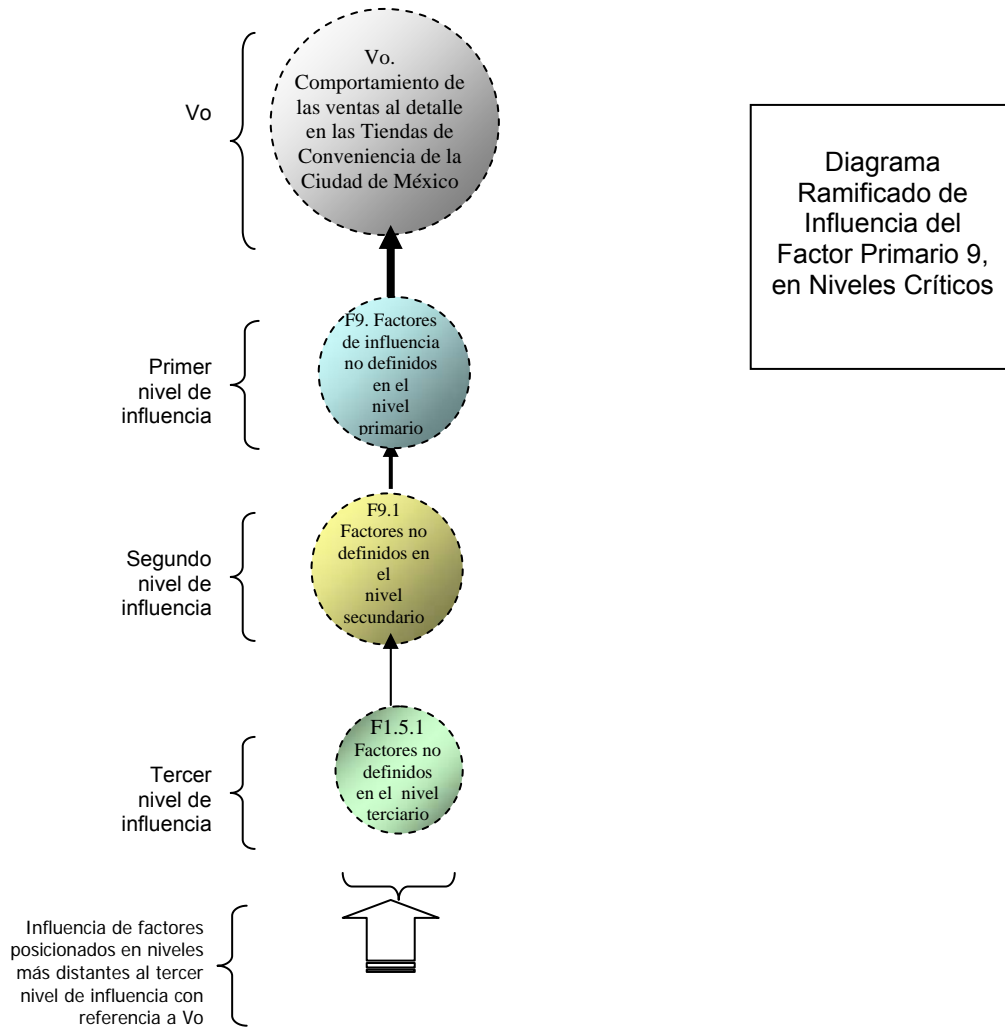 Vo.
Comportamiento de
las ventas al detalle
en las Tiendas de
Conveniencia de la
Ciudad de México
Vo
Diagrama
Ramificado de
Influencia del
Factor Primario 9,
en Niveles Críticos
F9. Factores
de influencia
no definidos
en el
nivel
primario
Primer
nivel de
influencia
F9.1
Factores no
definidos en
el
nivel
secundario
Segundo
nivel de
influencia
F1.5.1
Factores no
definidos
en el nivel
terciario
Tercer
nivel de
influencia
Influencia de factores
posicionados en niveles
más distantes al tercer
nivel de influencia con
referencia a Vo